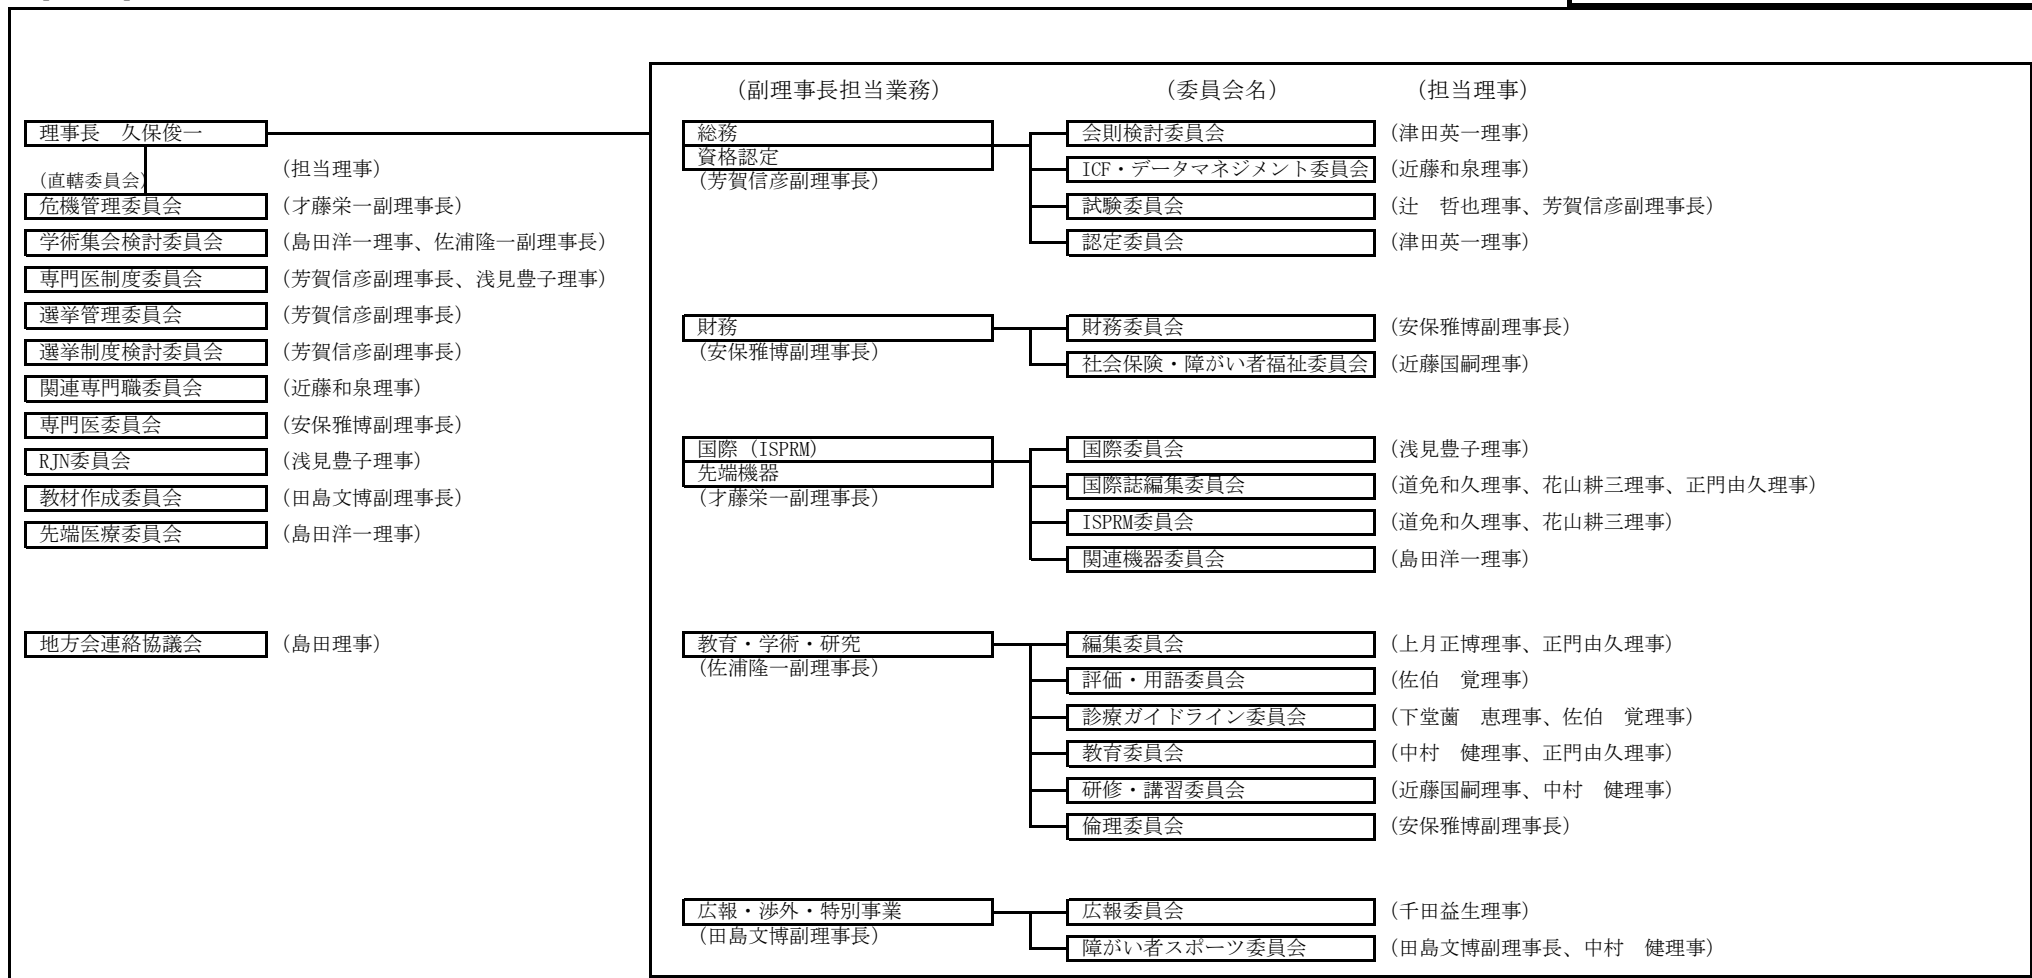 理事長　久保俊一
(直轄委員会)
(担当理事)
危機管理委員会 (才藤栄一副理事長)
学術集会検討委員会 (島田洋一理事、佐浦隆一副理事長)
専門医制度委員会 (芳賀信彦副理事長、浅見豊子理事)
選挙管理委員会 (芳賀信彦副理事長)
選挙制度検討委員会 (芳賀信彦副理事長)
関連専門職委員会 (近藤和泉理事)
専門医委員会 (安保雅博副理事長)
RJN委員会 (浅見豊子理事)
教材作成委員会 (田島文博副理事長)
先端医療委員会 (島田洋一理事)
地方会連絡協議会 (島田理事)
(副理事長担当業務) (委員会名) (担当理事)
総務
資格認定
(芳賀信彦副理事長)
会則検討委員会 (津田英一理事)
ICF・データマネジメント委員会 (近藤和泉理事)
試験委員会 (辻　哲也理事、芳賀信彦副理事長)
認定委員会 (津田英一理事)
財務
(安保雅博副理事長)
財務委員会 (安保雅博副理事長)
社会保険・障がい者福祉委員会 (近藤国嗣理事)
国際 (ISPRM)
先端機器
(才藤栄一副理事長)
国際委員会 (浅見豊子理事)
国際誌編集委員会 (道免和久理事、花山耕三理事、正門由久理事)
ISPRM委員会 (道免和久理事、花山耕三理事)
関連機器委員会 (島田洋一理事)
教育・学術・研究
(佐浦隆一副理事長)
編集委員会 (上月正博理事、正門由久理事)
評価・用語委員会 (佐伯　覚理事)
診療ガイドライン委員会 (下堂薗　恵理事、佐伯　覚理事)
教育委員会 (中村　健理事、正門由久理事)
研修・講習委員会 (近藤国嗣理事、中村　健理事)
倫理委員会 (安保雅博副理事長)
広報・渉外・特別事業
(田島文博副理事長)
広報委員会 (千田益生理事)
障がい者スポーツ委員会 (田島文博副理事長、中村　健理事)